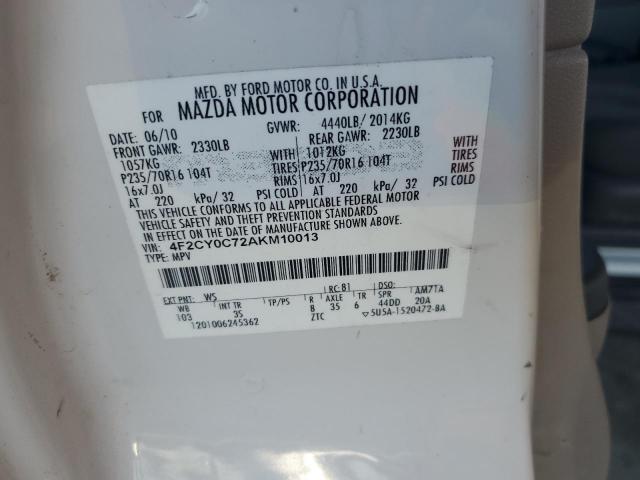 MFD. BY FORD MOTOR CO. IN U.S.A.
FOR MAZDA MOTOR CORPORATION
DATE: 06/10 GVWR: 4440LB/ 2014KG
FRONT GAWR: 2330LB REAR GAWR: 2230LB
1057KG WITH 1012KG WITH
P235/70R16 104T TIRES P235/70R16 104T TIRES
16x7.0J RIMS 16x7.0J RIMS
AT 220 kPa/ 32 PSI COLD AT 220 kPa/ 32 PSI COLD
THIS VEHICLE CONFORMS TO ALL APPLICABLE FEDERAL MOTOR
VEHICLE SAFETY AND THEFT PREVENTION STANDARDS IN
EFFECT ON THE DATE OF MANUFACTURE SHOWN ABOVE.
VIN: 4F2CY0C72AKM10013
TYPE: MPV
EXT PNT: WS RC: 81 DSO: AM7TA
WB INT TR TP/PS R AXLE TR SPR 20A
103 3S B 35 6 44DD
1201006245362 ZTC ▽5U5A-1520472-BA